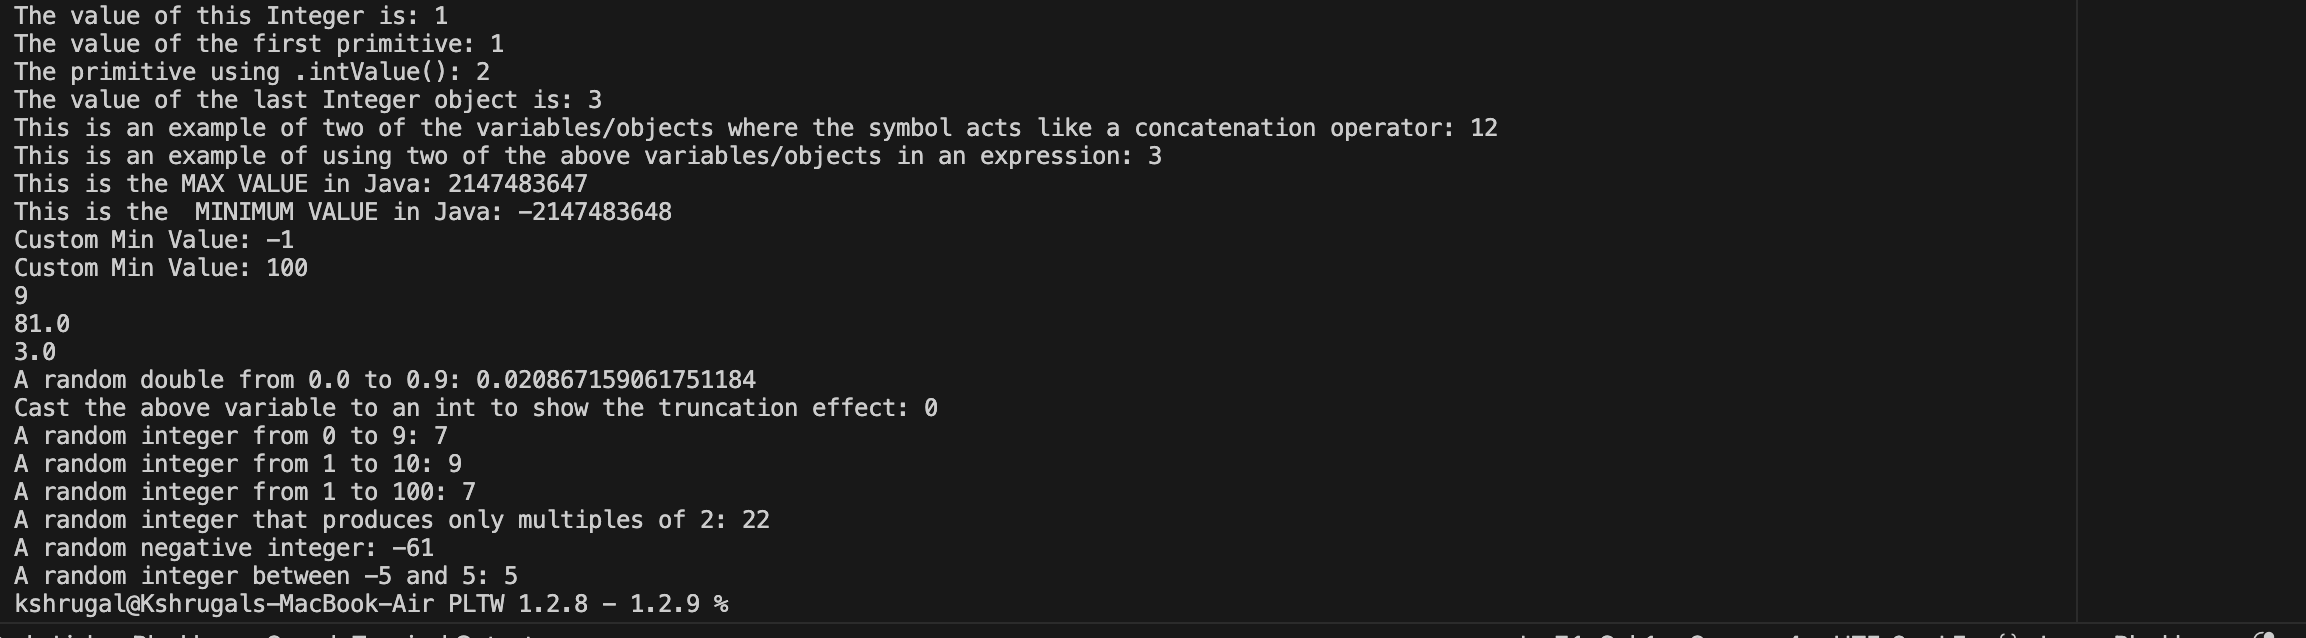 The value of this Integer is: 1
The value of the first primitive: 1
The primitive using .intValue(): 2
The value of the last Integer object is: 3
This is an example of two of the variables/objects where the symbol acts like a concatenation operator: 12
This is an example of using two of the above variables/objects in an expression: 3
This is the MAX VALUE in Java: 2147483647
This is the  MINIMUM VALUE in Java: -2147483648
Custom Min Value: -1
Custom Min Value: 100
9
81.0
3.0
A random double from 0.0 to 0.9: 0.020867159061751184
Cast the above variable to an int to show the truncation effect: 0
A random integer from 0 to 9: 7
A random integer from 1 to 10: 9
A random integer from 1 to 100: 7
A random integer that produces only multiples of 2: 22
A random negative integer: -61
A random integer between -5 and 5: 5
kshrugal@Kshrugals-MacBook-Air PLTW 1.2.8 - 1.2.9 %